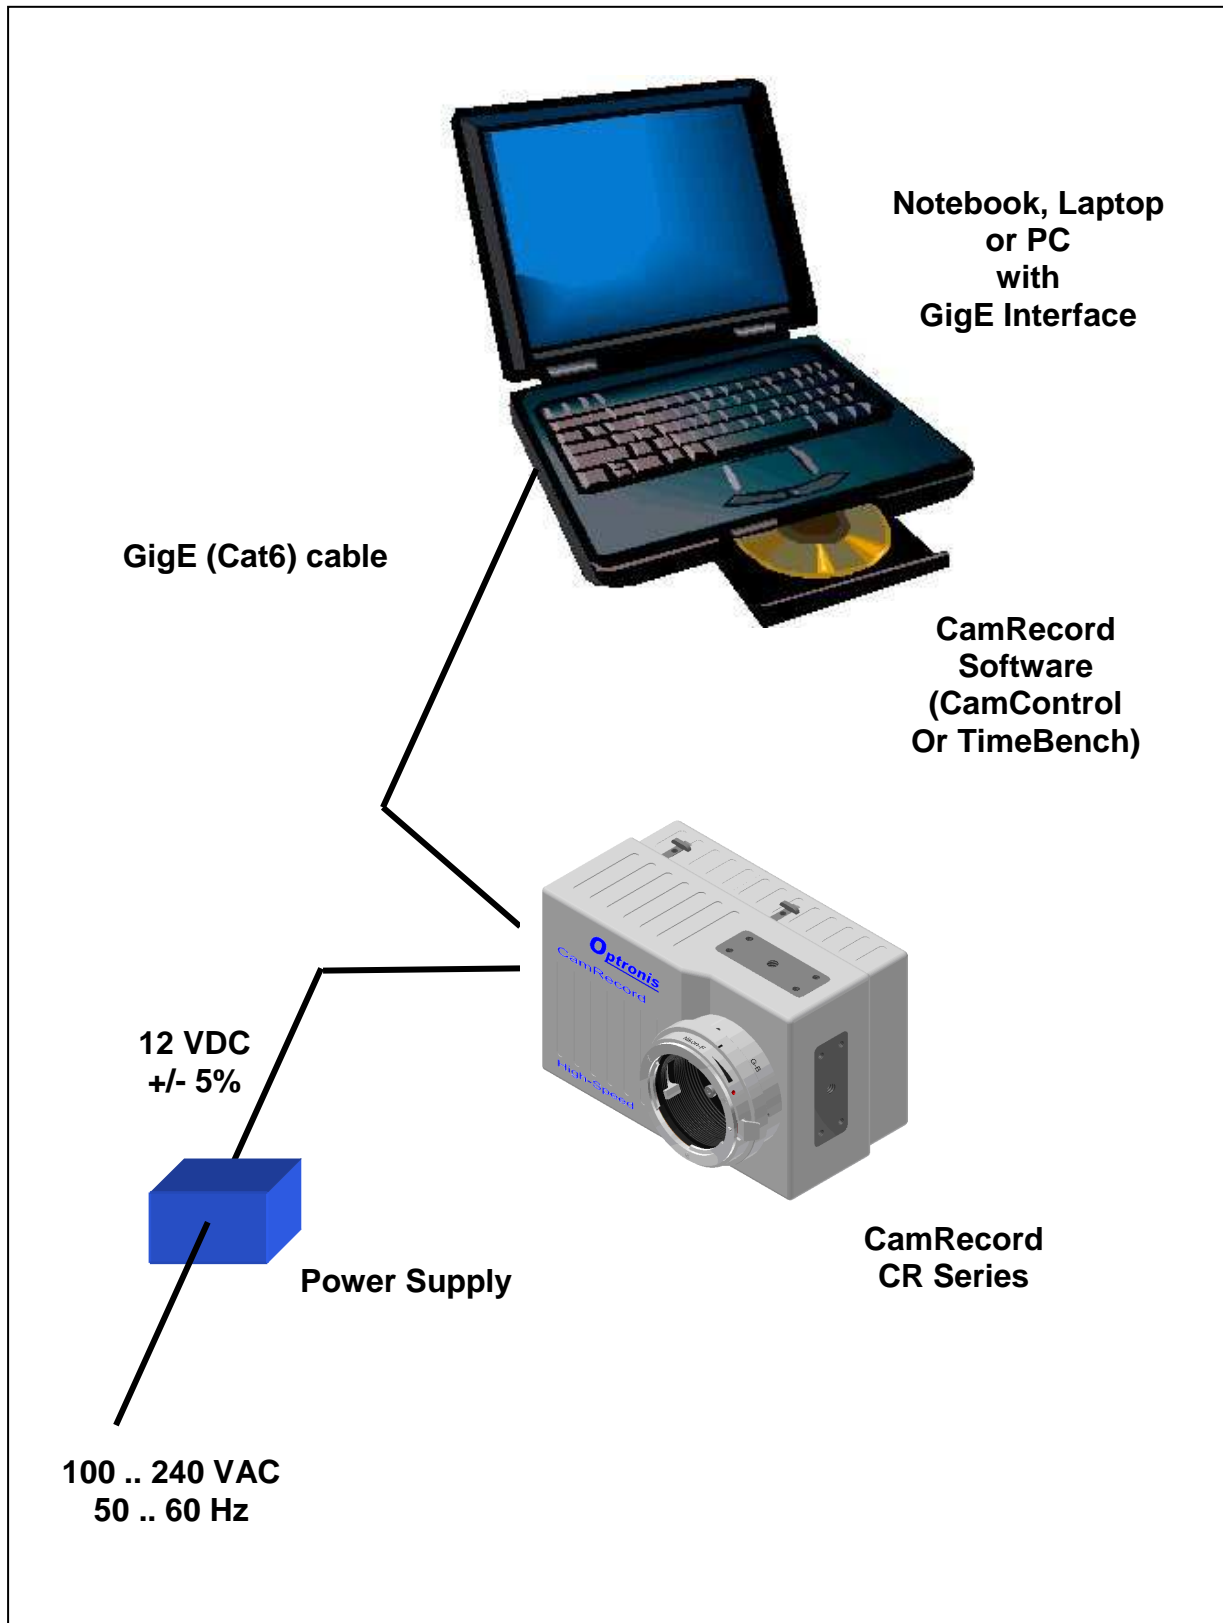 Notebook, Laptop
or PC
with
GigE Interface
GigE (Cat6) cable
CamRecord
Software
(CamControl
Or TimeBench)
Optronis
CamRecord
High-Speed
Nikon-F
G-B
12 VDC
+/- 5%
Power Supply
CamRecord
CR Series
100 .. 240 VAC
50 .. 60 Hz